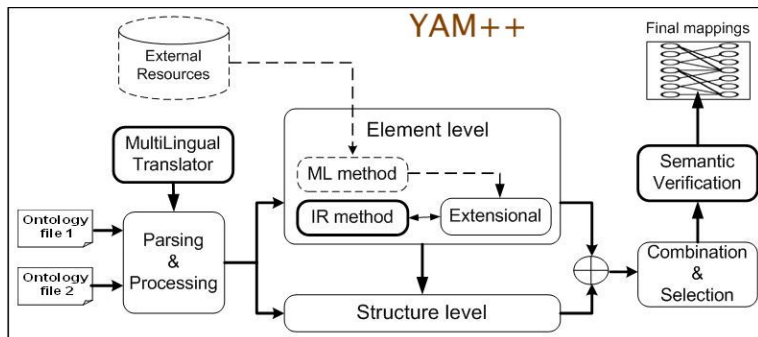 YAM++
Final mappings
External
Resources
Element level
MultiLingual
Translator
ML method
Semantic
Verification
IR method
Extensional
Ontology
file 1
Parsing
&
Processing
Ontology
file 2
Combination
&
Selection
Structure level